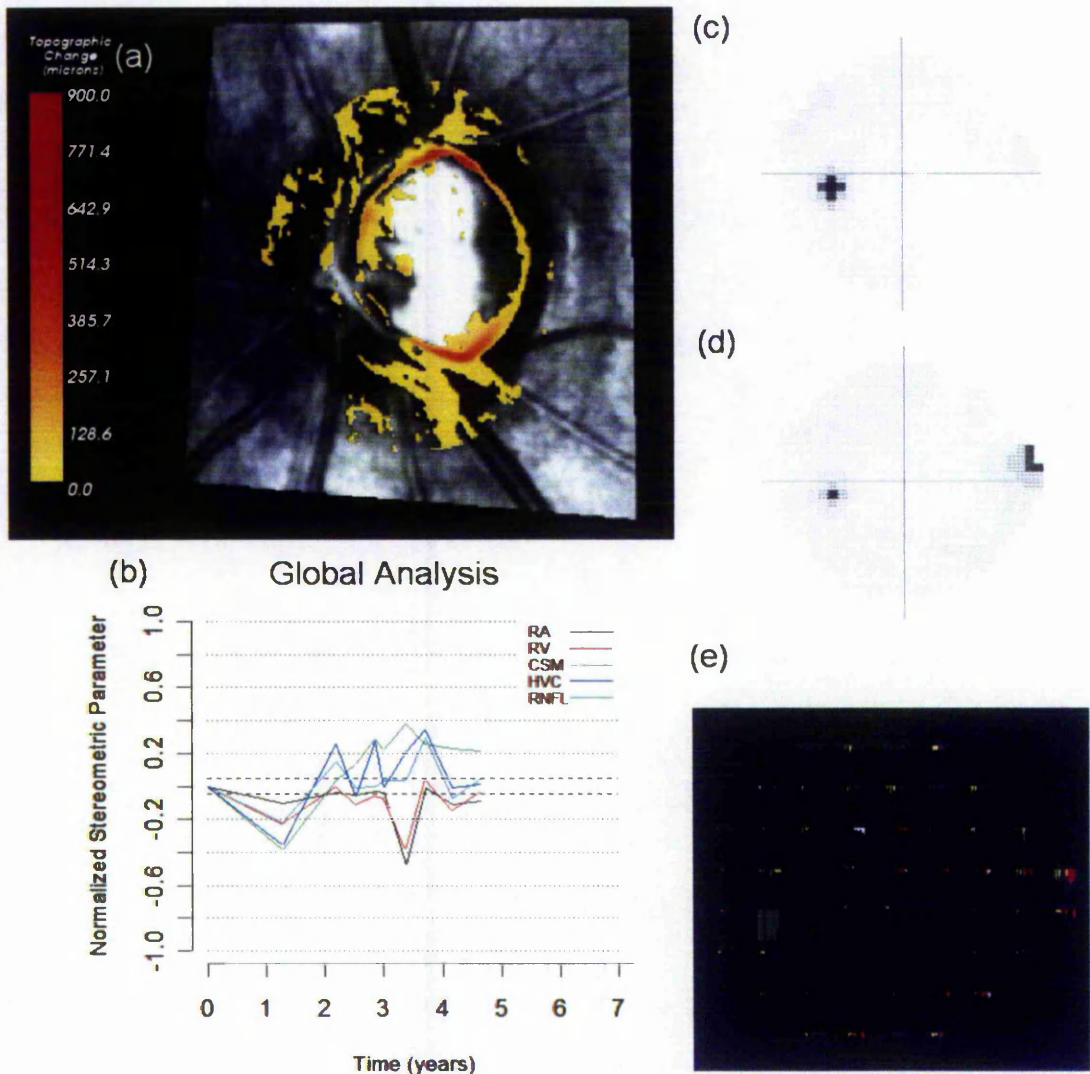 Topographic
Change
(microns)
(a)
900.0
771.4
642.9
514.3
385.7
257.1
128.6
0.0
(c)
(d)
(b)
Global Analysis
Normalized Stereometric Parameter
1.0
0.6
0.2
-0.2
-0.6
-1.0
RA
RV
CSM
HVC
RNFL
0 1 2 3 4 5 6 7
Time (years)
(e)